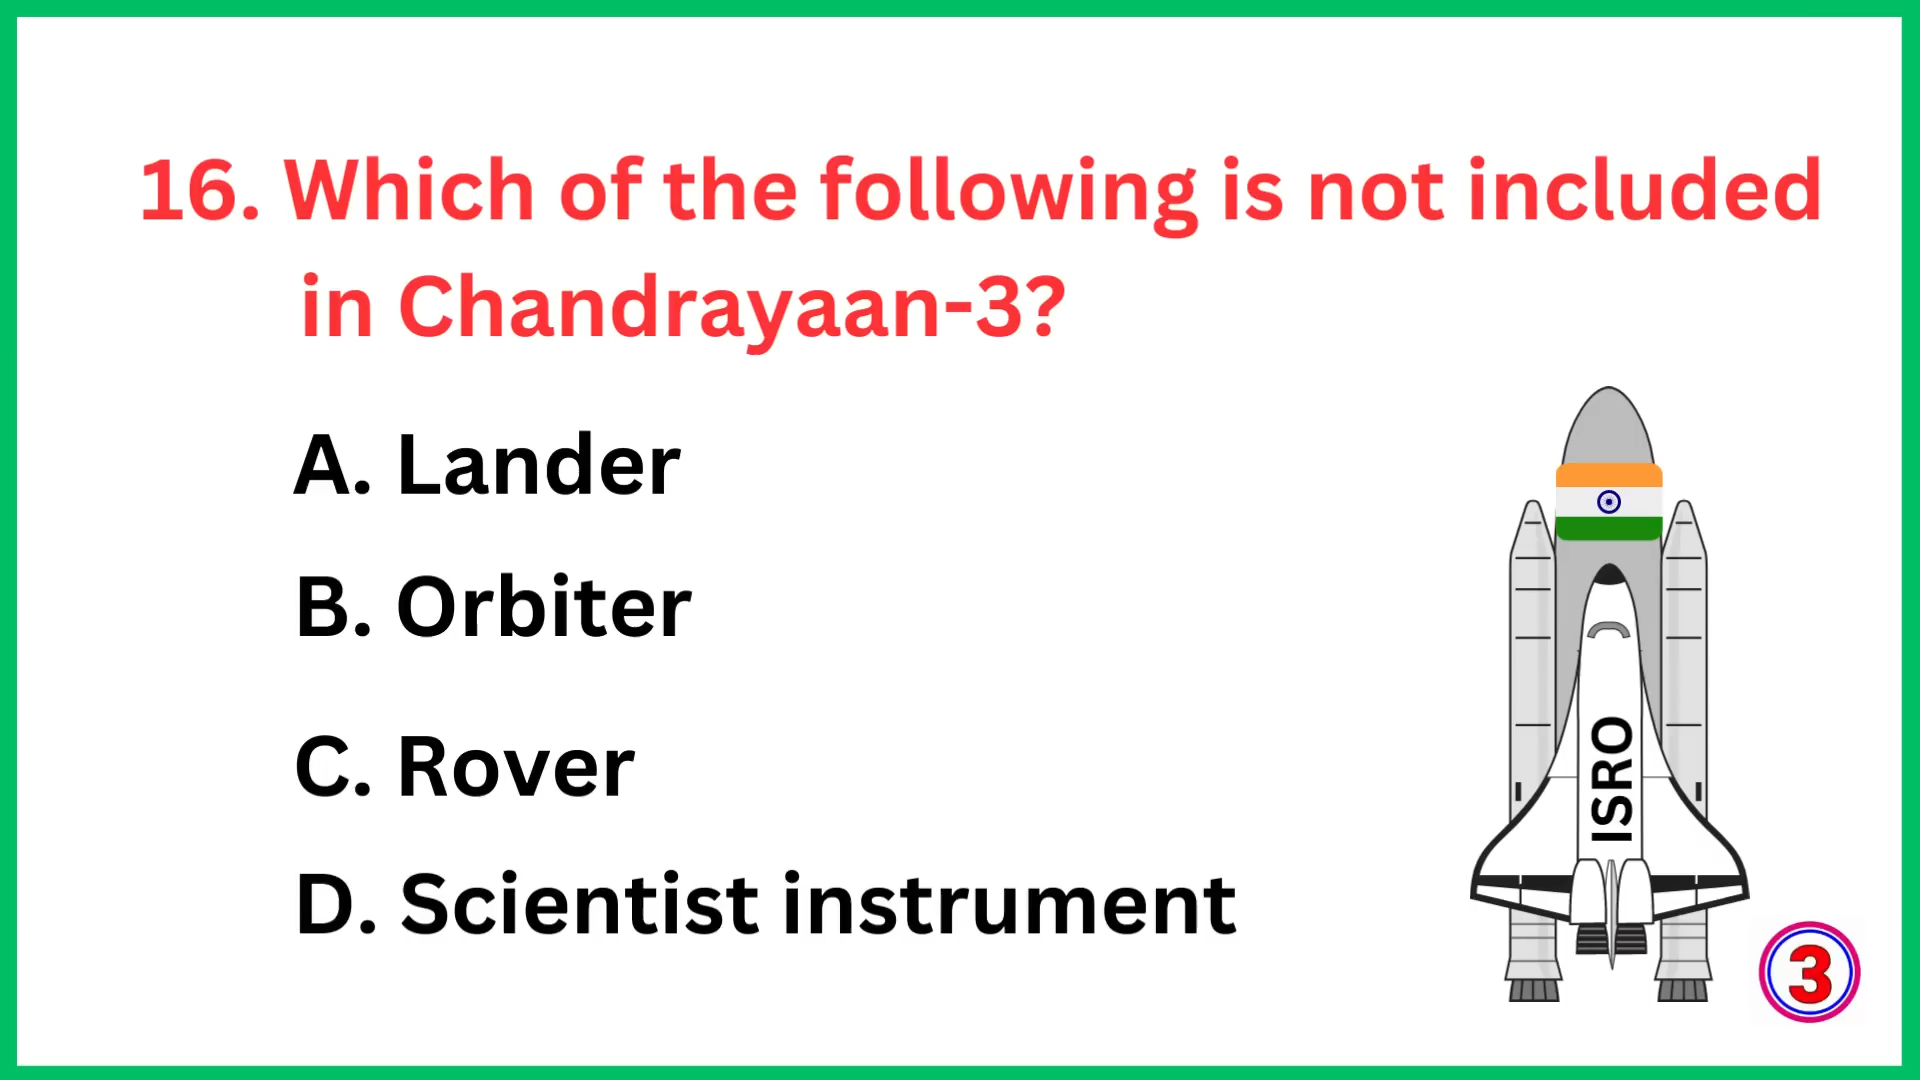 16. Which of the following is not included
in Chandrayaan-3?
A. Lander
B. Orbiter
C. Rover
D. Scientist instrument
ISRO
3